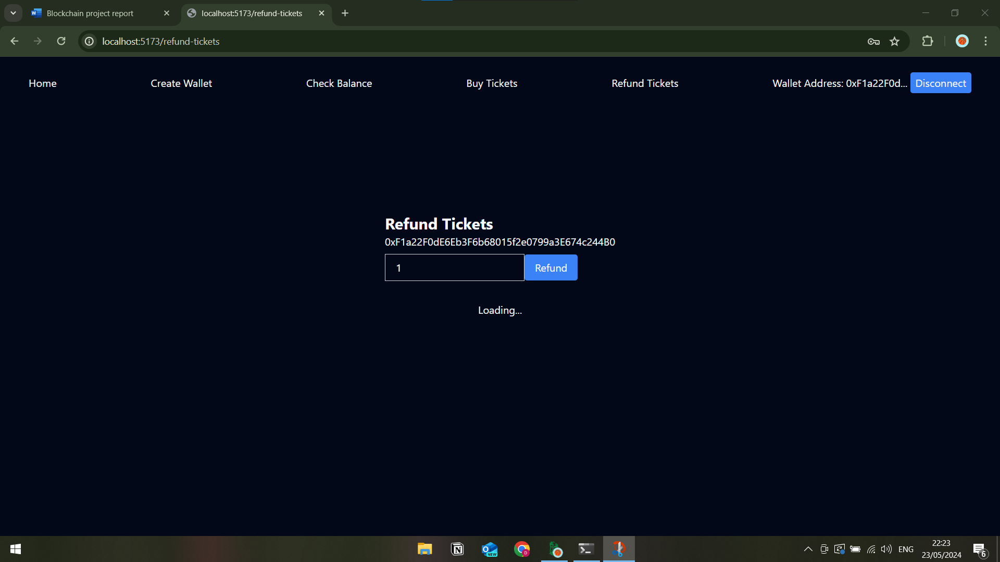 Blockchain project report
localhost:5173/refund-tickets
localhost:5173/refund-tickets
Home
Create Wallet
Check Balance
Buy Tickets
Refund Tickets
Wallet Address: 0xF1a22F0d...
Disconnect
Refund Tickets
0xF1a22F0dE6Eb3F6b68015f2e0799a3E674c244B0
1
Refund
Loading...
NEW
D
ENG
22:23
23/05/2024
6